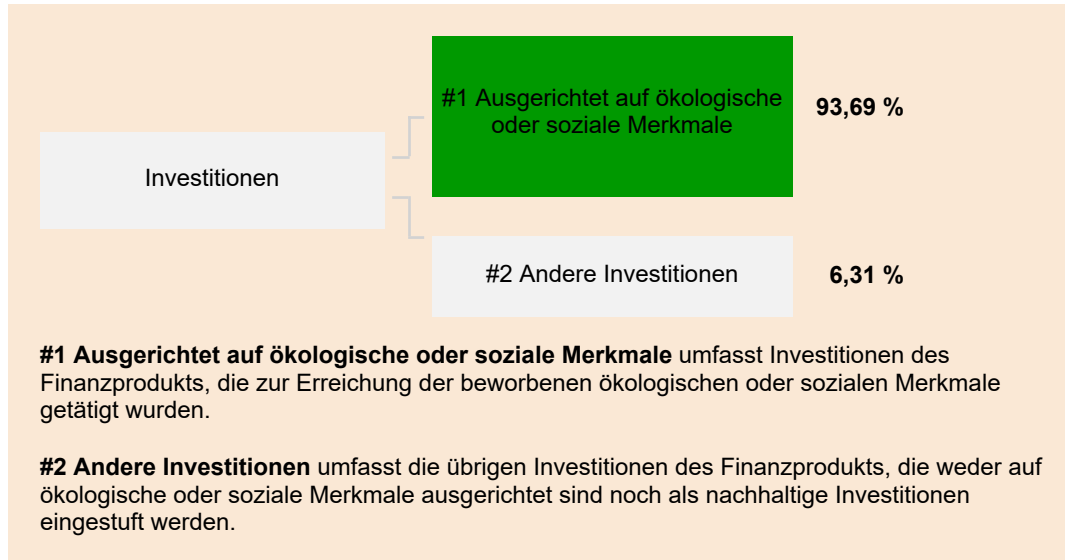 #1 Ausgerichtet auf ökologische
oder soziale Merkmale
93,69 %
Investitionen
#2 Andere Investitionen
6,31 %
#1 Ausgerichtet auf ökologische oder soziale Merkmale umfasst Investitionen des
Finanzprodukts, die zur Erreichung der beworbenen ökologischen oder sozialen Merkmale
getätigt wurden.
#2 Andere Investitionen umfasst die übrigen Investitionen des Finanzprodukts, die weder auf
ökologische oder soziale Merkmale ausgerichtet sind noch als nachhaltige Investitionen
eingestuft werden.